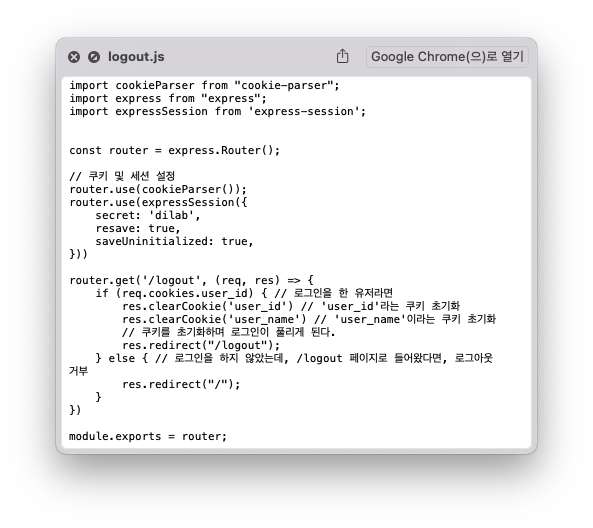 logout.js
Google Chrome(으)로 열기
import cookieParser from "cookie-parser";
import express from "express";
import expressSession from 'express-session';
const router = express.Router();
// 쿠키 및 세션 설정
router.use(cookieParser());
router.use(expressSession({
    secret: 'dilab',
    resave: true,
    saveUninitialized: true,
}))
router.get('/logout', (req, res) => {
    if (req.cookies.user_id) { // 로그인을 한 유저라면
        res.clearCookie('user_id') // 'user_id'라는 쿠키 초기화
        res.clearCookie('user_name') // 'user_name'이라는 쿠키 초기화
        // 쿠키를 초기화하며 로그인이 풀리게 된다.
        res.redirect("/logout");
    } else { // 로그인을 하지 않았는데, /logout 페이지로 들어왔다면, 로그아웃
거부
        res.redirect("/");
    }
})
module.exports = router;